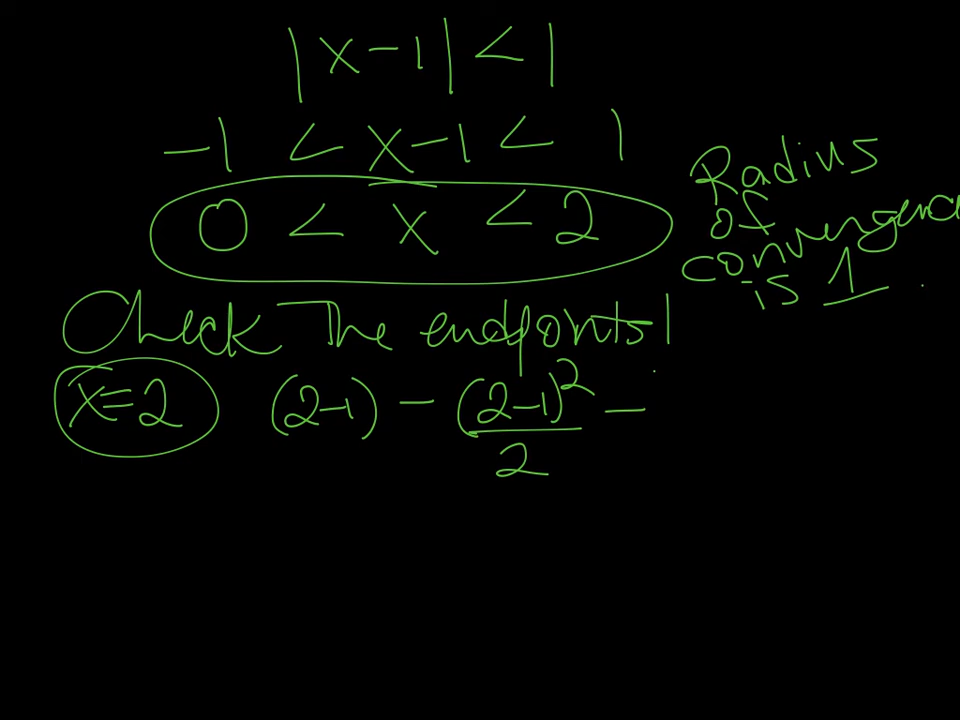 |x-1| < 1
-1 < x-1 < 1
0 < x < 2
Radius
of
convergence
is 1
Check The endpoints!
x=2 (2-1) - (2-1)²/2 -